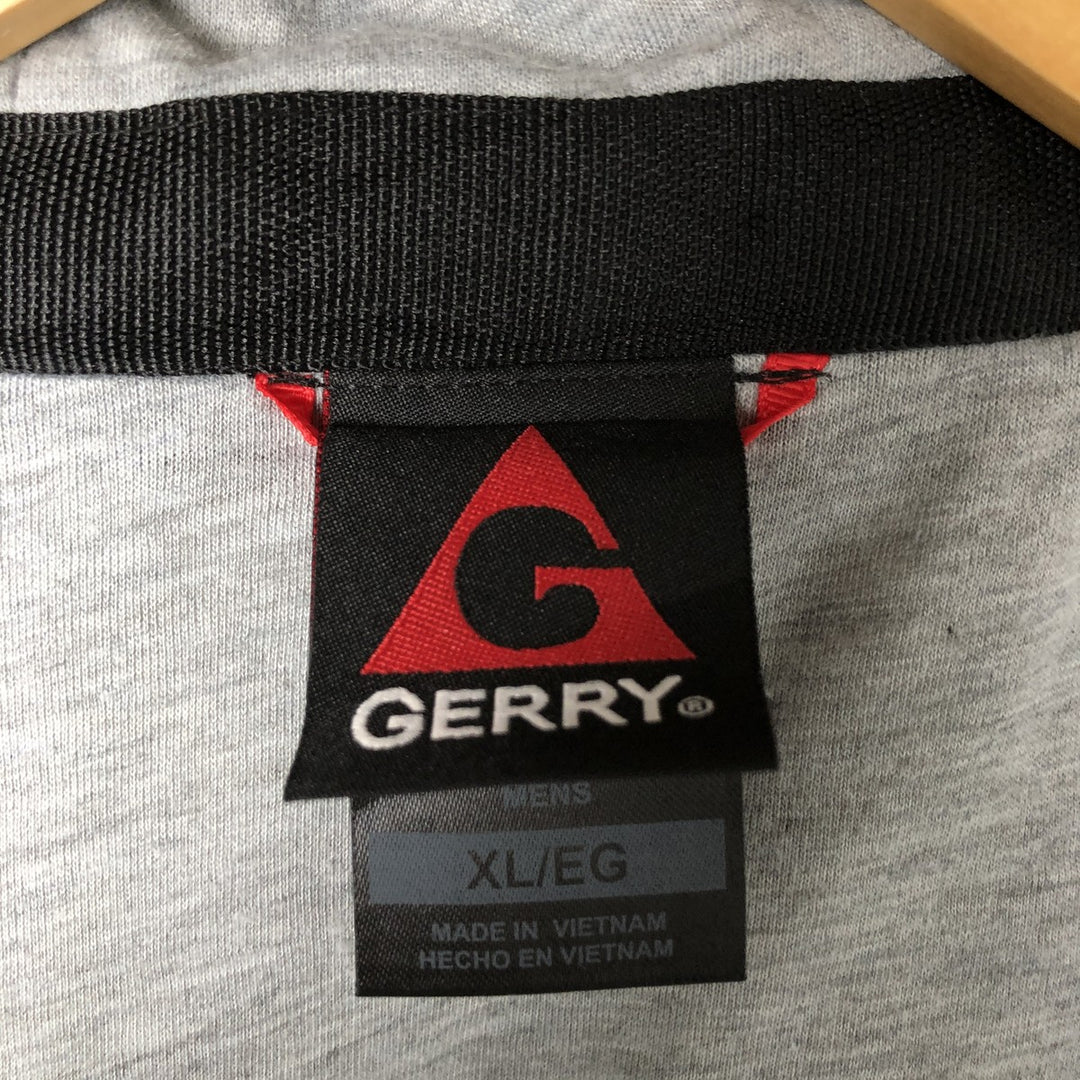 G
GERRY®
MENS
XL/EG
MADE IN VIETNAM
HECHO EN VIETNAM